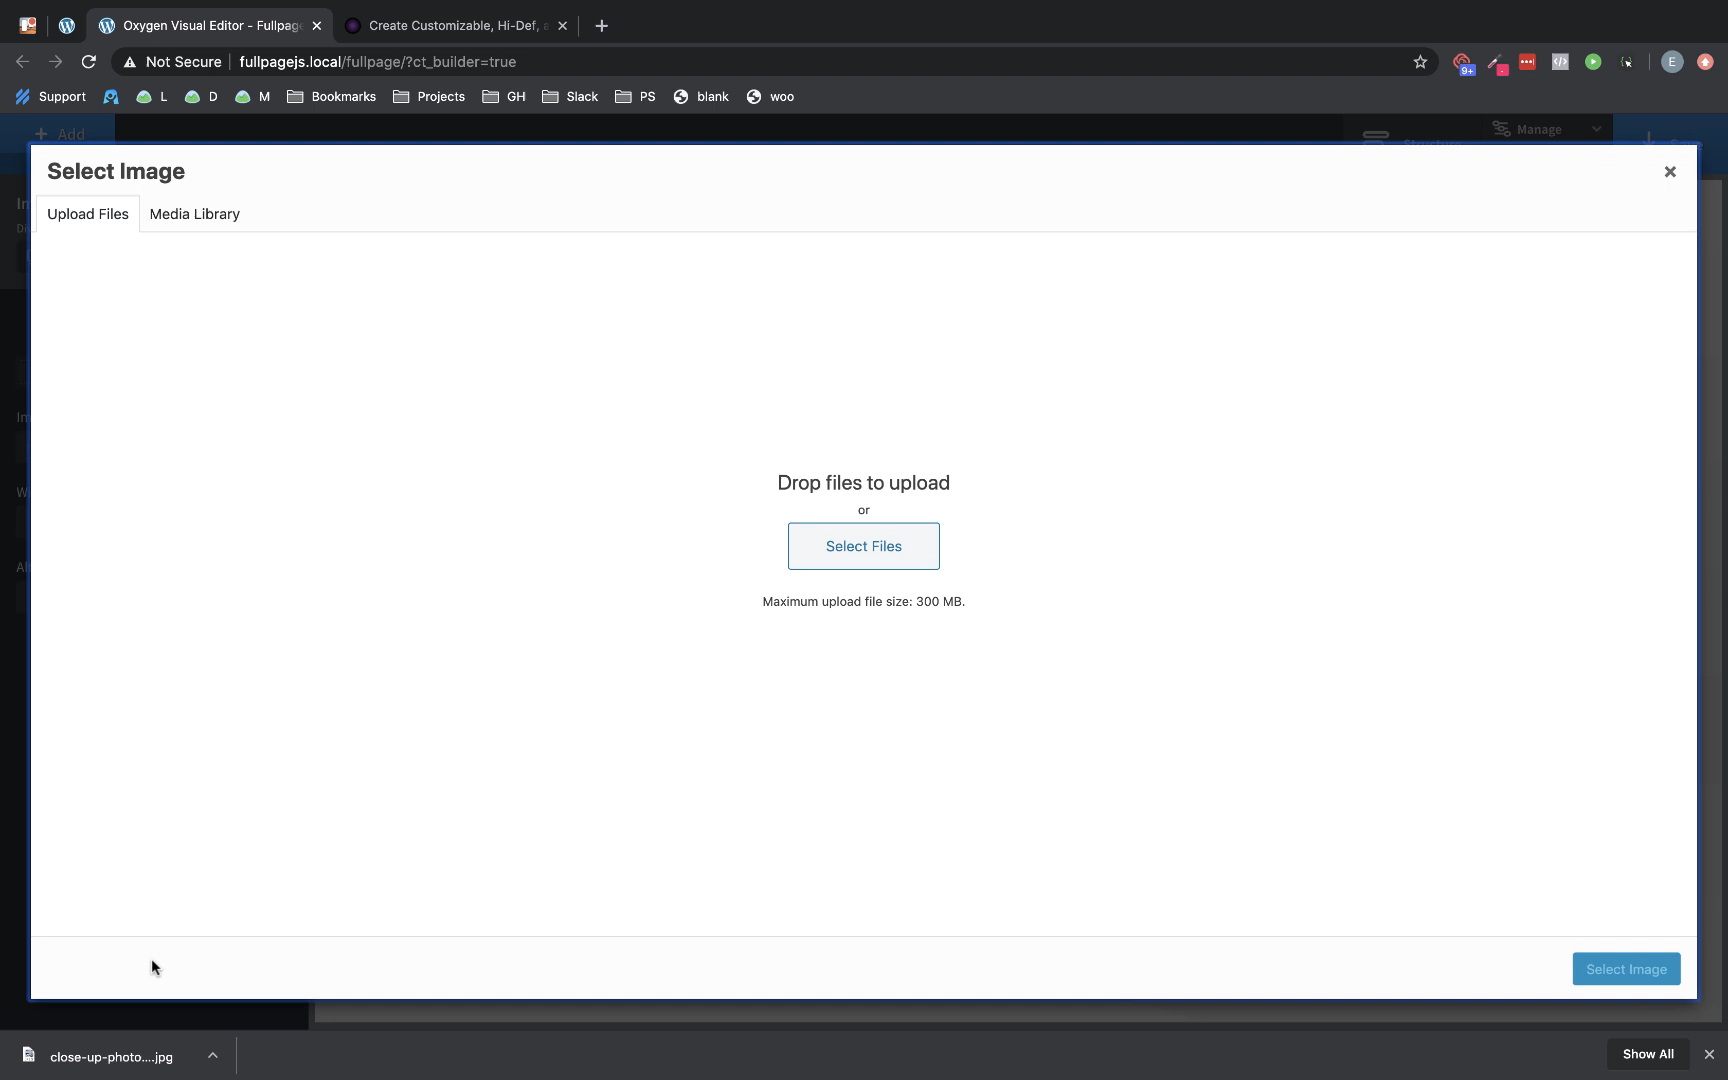 Oxygen Visual Editor - Fullpag
Create Customizable, Hi-Def,
Not Secure
fullpagejs.local/fullpage/?ct_builder=true
9+
E
Support
L
D
M
Bookmarks
Projects
GH
Slack
PS
blank
woo
+ Add
Manage
Select Image
Upload Files
Media Library
Drop files to upload
or
Select Files
Maximum upload file size: 300 MB.
Select Image
close-up-photo....jpg
Show All